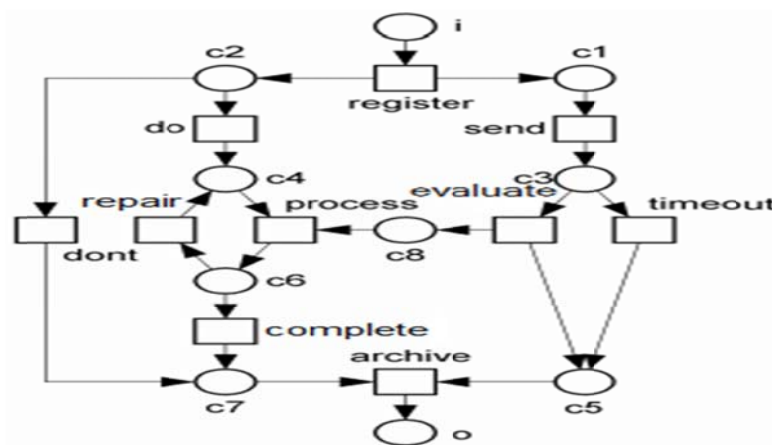 i
c2
c1
register
do
send
c4
c3
repair
process
evaluate
timeout
dont
c8
c6
complete
archive
c7
c5
o